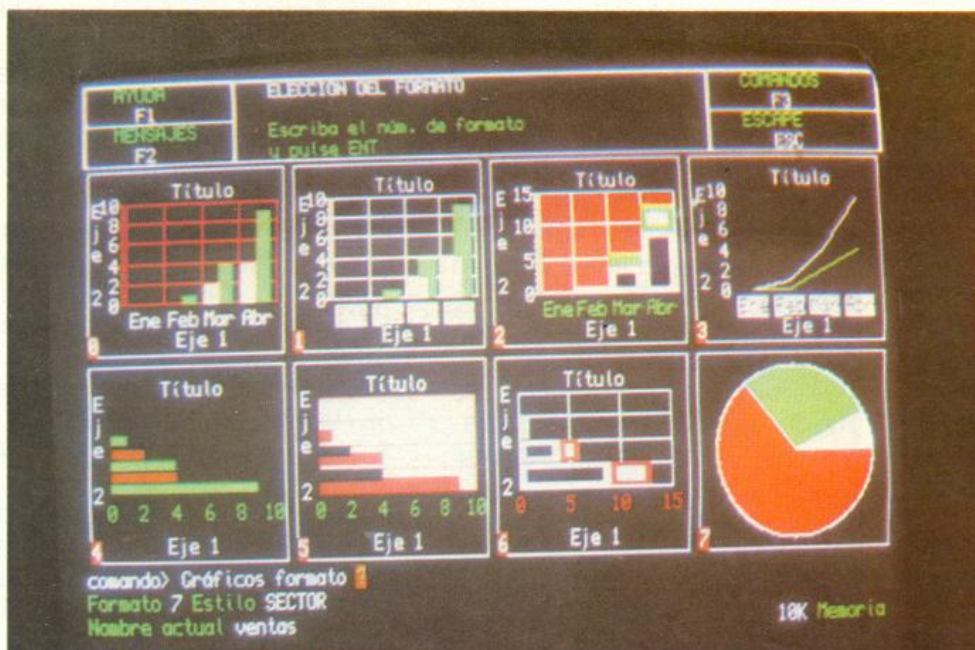 AYUDA
F1
MENSAJES
F2
ELECCION DEL FORMATO
Escriba el núm. de formato
y pulse ENT
COMANDOS
F3
ESCAPE
ESC
Título
Eje 2
10
8
6
4
2
0
Ene Feb Mar Abr
Eje 1
0
Título
Eje 2
10
8
6
4
2
0
Eje 1
1
Título
Eje 2
15
10
5
0
Ene Feb Mar Abr
Eje 1
2
Título
Eje 2
10
8
6
4
2
0
Ene Feb Mar Abr
Eje 1
3
Título
Eje 2
0 2 4 6 8 10
Eje 1
4
Título
Eje 2
0 2 4 6 8 10
Eje 1
5
Título
Eje 2
0 5 10 15
Eje 1
6
7
comando> Gráficos formato
Formato 7 Estilo SECTOR
Nombre actual ventas
10K Memoria